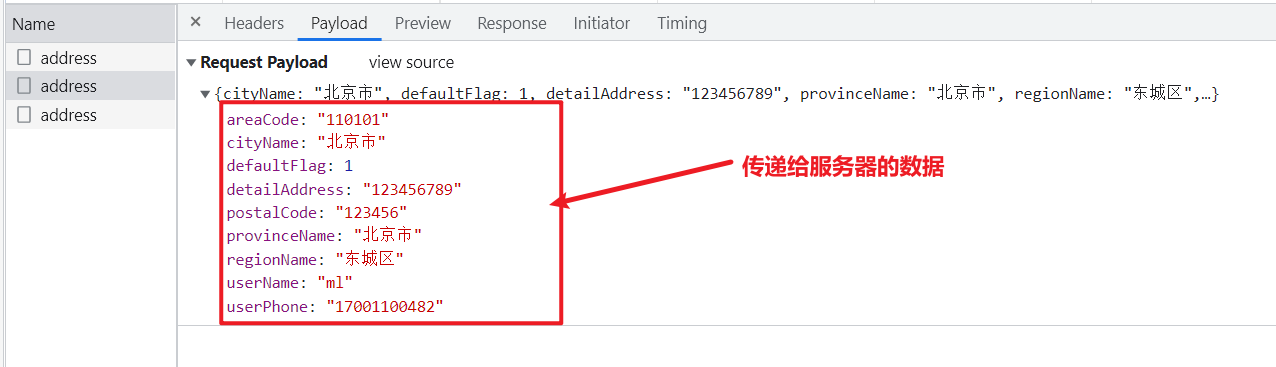 Name
× Headers Payload Preview Response Initiator Timing
address
address
address
Request Payload view source
{cityName: "北京市", defaultFlag: 1, detailAddress: "123456789", provinceName: "北京市", regionName: "东城区",…}
areaCode: "110101"
cityName: "北京市"
defaultFlag: 1
detailAddress: "123456789"
postalCode: "123456"
provinceName: "北京市"
regionName: "东城区"
userName: "ml"
userPhone: "17001100482"
传递给服务器的数据